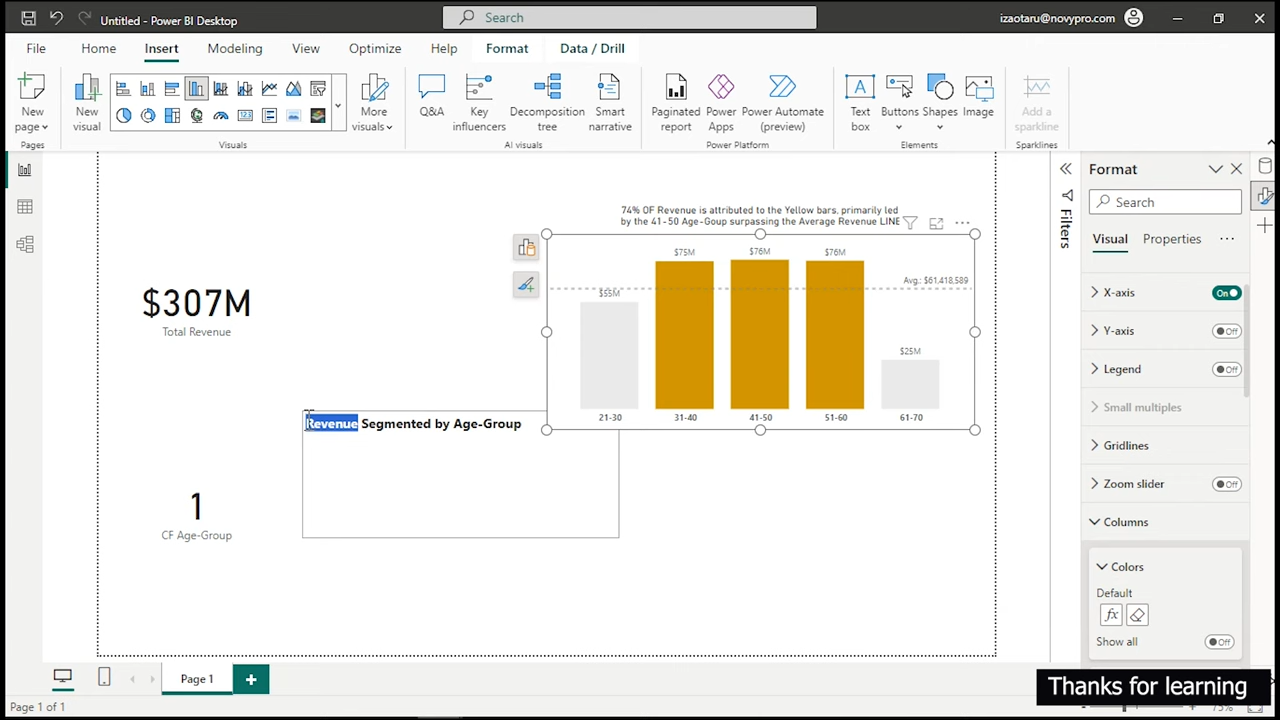 Untitled - Power BI Desktop
Search
izaotaru@novypro.com
File
Home
Insert
Modeling
View
Optimize
Help
Format
Data / Drill
New page
Pages
New visual
More visuals
Visuals
Q&A
Key influencers
Decomposition tree
Smart narrative
AI visuals
Paginated report
Power Apps
Power Automate (preview)
Power Platform
Text box
Buttons
Shapes
Image
Elements
Add a sparkline
Sparklines
74% OF Revenue is attributed to the Yellow bars, primarily led
by the 41-50 Age-Goup surpassing the Average Revenue LINE
$55M
$75M
$76M
$76M
$25M
Avg.: $61,418,589
21-30
31-40
41-50
51-60
61-70
$307M
Total Revenue
Revenue Segmented by Age-Group
1
CF Age-Group
Filters
Format
Search
Visual
Properties
X-axis
On
Y-axis
Off
Legend
Off
Small multiples
Gridlines
Zoom slider
Off
Columns
Colors
Default
fx
Show all
Off
Page 1
Page 1 of 1
75%
Thanks for learning